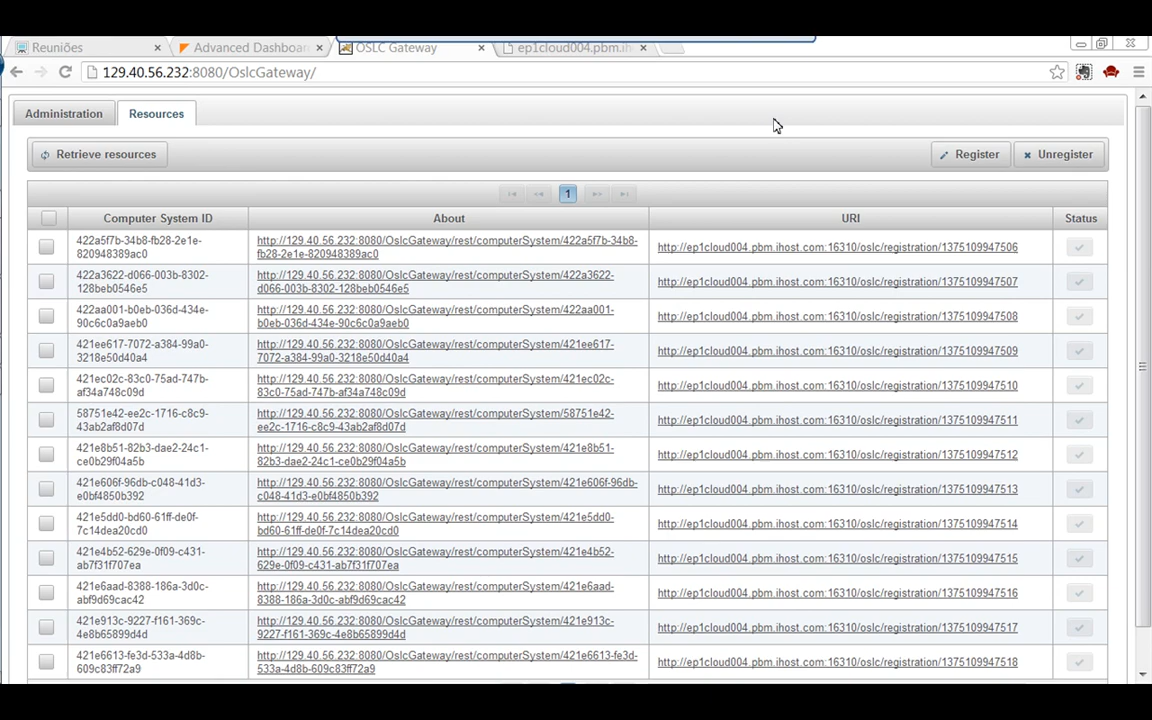 Reuniões
Advanced Dashboa
OSLC Gateway
ep1cloud004.pbm.ih
129.40.56.232:8080/OslcGateway/
Administration
Resources
Retrieve resources
Register
Unregister
1
Computer System ID
About
URI
Status
422a5f7b-34b8-fb28-2e1e-
820948389ac0
http://129.40.56.232:8080/OslcGateway/rest/computerSystem/422a5f7b-34b8-
fb28-2e1e-820948389ac0
http://ep1cloud004.pbm.ihost.com:16310/oslc/registration/1375109947506
422a3622-d066-003b-8302-
128beb0546e5
http://129.40.56.232:8080/OslcGateway/rest/computerSystem/422a3622-
d066-003b-8302-128beb0546e5
http://ep1cloud004.pbm.ihost.com:16310/oslc/registration/1375109947507
422aa001-b0eb-036d-434e-
90c6c0a9aeb0
http://129.40.56.232:8080/OslcGateway/rest/computerSystem/422aa001-
b0eb-036d-434e-90c6c0a9aeb0
http://ep1cloud004.pbm.ihost.com:16310/oslc/registration/1375109947508
421ee617-7072-a384-99a0-
3218e50d40a4
http://129.40.56.232:8080/OslcGateway/rest/computerSystem/421ee617-
7072-a384-99a0-3218e50d40a4
http://ep1cloud004.pbm.ihost.com:16310/oslc/registration/1375109947509
421ec02c-83c0-75ad-747b-
af34a748c09d
http://129.40.56.232:8080/OslcGateway/rest/computerSystem/421ec02c-
83c0-75ad-747b-af34a748c09d
http://ep1cloud004.pbm.ihost.com:16310/oslc/registration/1375109947510
58751e42-ee2c-1716-c8c9-
43ab2af8d07d
http://129.40.56.232:8080/OslcGateway/rest/computerSystem/58751e42-
ee2c-1716-c8c9-43ab2af8d07d
http://ep1cloud004.pbm.ihost.com:16310/oslc/registration/1375109947511
421e8b51-82b3-dae2-24c1-
ce0b29f04a5b
http://129.40.56.232:8080/OslcGateway/rest/computerSystem/421e8b51-
82b3-dae2-24c1-ce0b29f04a5b
http://ep1cloud004.pbm.ihost.com:16310/oslc/registration/1375109947512
421e606f-96db-c048-41d3-
e0bf4850b392
http://129.40.56.232:8080/OslcGateway/rest/computerSystem/421e606f-96db-
c048-41d3-e0bf4850b392
http://ep1cloud004.pbm.ihost.com:16310/oslc/registration/1375109947513
421e5dd0-bd60-61ff-de0f-
7c14dea20cd0
http://129.40.56.232:8080/OslcGateway/rest/computerSystem/421e5dd0-
bd60-61ff-de0f-7c14dea20cd0
http://ep1cloud004.pbm.ihost.com:16310/oslc/registration/1375109947514
421e4b52-629e-0f09-c431-
ab7f31f707ea
http://129.40.56.232:8080/OslcGateway/rest/computerSystem/421e4b52-
629e-0f09-c431-ab7f31f707ea
http://ep1cloud004.pbm.ihost.com:16310/oslc/registration/1375109947515
421e6aad-8388-186a-3d0c-
abf9d69cac42
http://129.40.56.232:8080/OslcGateway/rest/computerSystem/421e6aad-
8388-186a-3d0c-abf9d69cac42
http://ep1cloud004.pbm.ihost.com:16310/oslc/registration/1375109947516
421e913c-9227-f161-369c-
4e8b65899d4d
http://129.40.56.232:8080/OslcGateway/rest/computerSystem/421e913c-
9227-f161-369c-4e8b65899d4d
http://ep1cloud004.pbm.ihost.com:16310/oslc/registration/1375109947517
421e6613-fe3d-533a-4d8b-
609c83ff72a9
http://129.40.56.232:8080/OslcGateway/rest/computerSystem/421e6613-fe3d-
533a-4d8b-609c83ff72a9
http://ep1cloud004.pbm.ihost.com:16310/oslc/registration/1375109947518